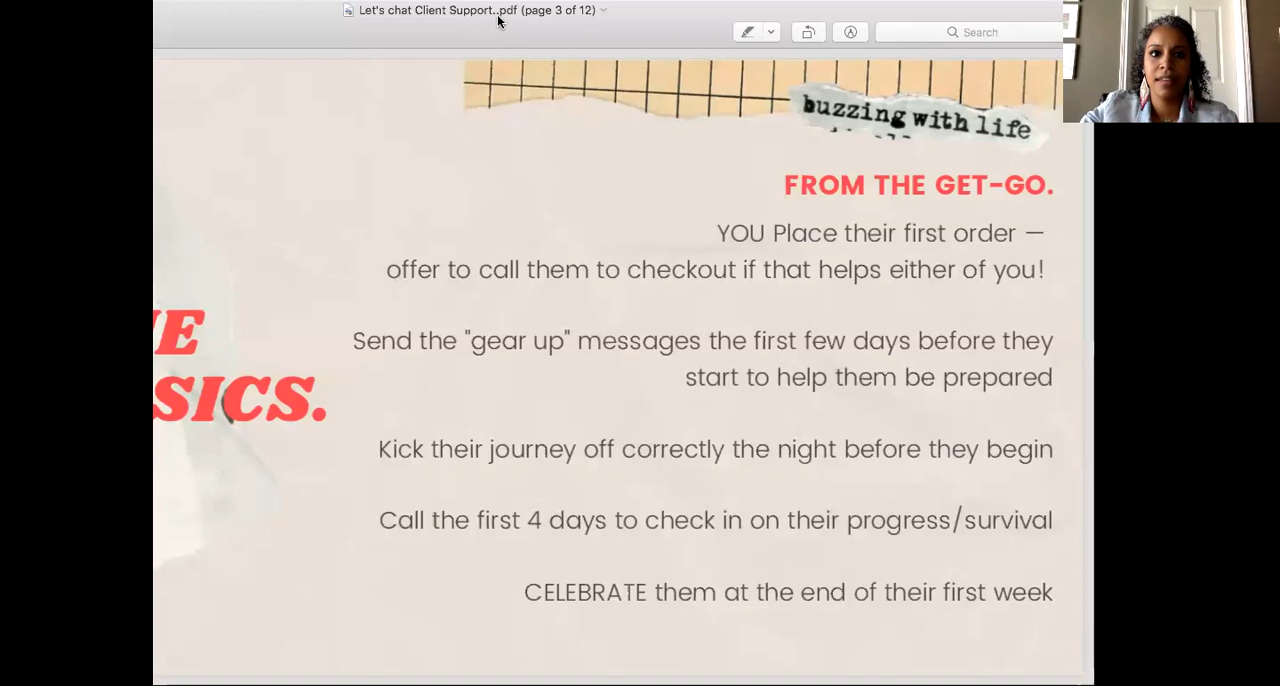 Let's chat Client Support..pdf (page 3 of 12)
Search
buzzing with life
FROM THE GET-GO.
YOU Place their first order —
offer to call them to checkout if that helps either of you!
Send the "gear up" messages the first few days before they
start to help them be prepared
Kick their journey off correctly the night before they begin
Call the first 4 days to check in on their progress/survival
CELEBRATE them at the end of their first week
E
SICS.